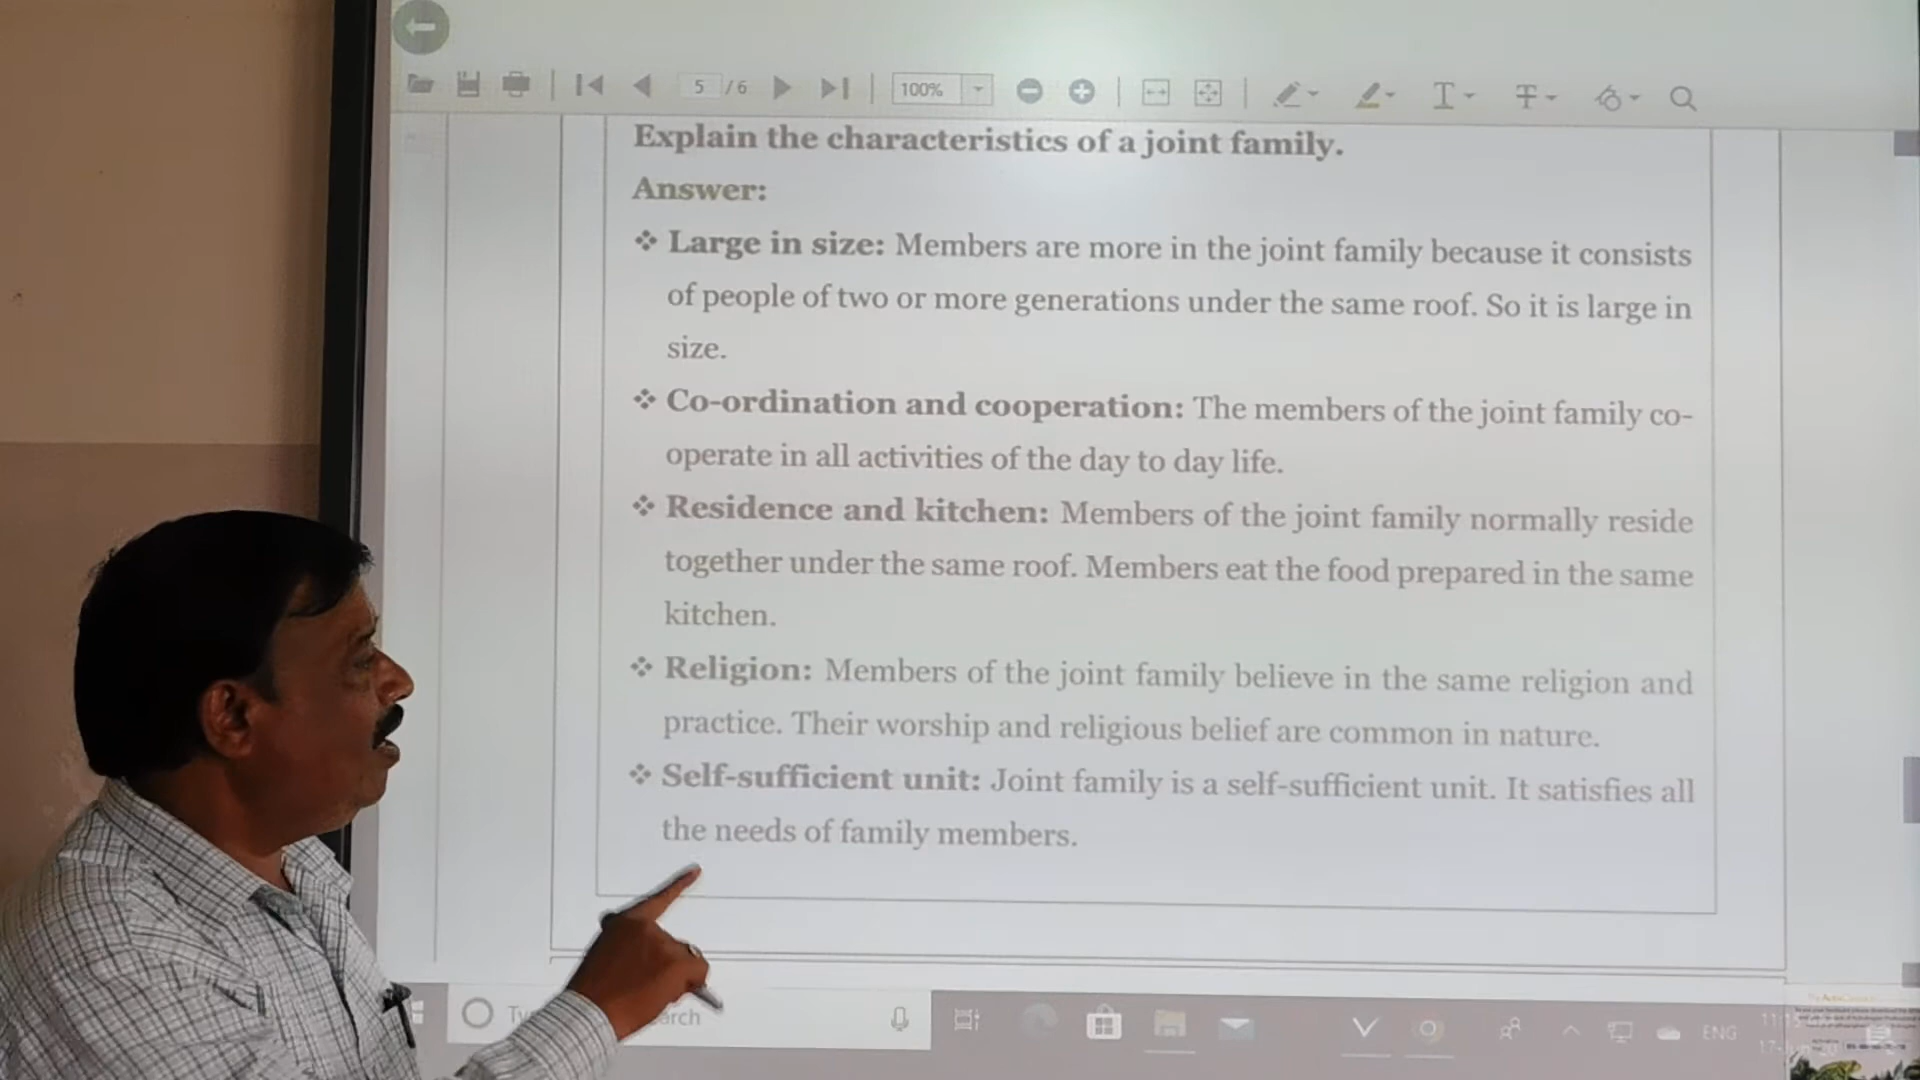 5 / 6
100%
Explain the characteristics of a joint family.
Answer:
❖ Large in size: Members are more in the joint family because it consists
of people of two or more generations under the same roof. So it is large in
size.
❖ Co-ordination and cooperation: The members of the joint family co-
operate in all activities of the day to day life.
❖ Residence and kitchen: Members of the joint family normally reside
together under the same roof. Members eat the food prepared in the same
kitchen.
❖ Religion: Members of the joint family believe in the same religion and
practice. Their worship and religious belief are common in nature.
❖ Self-sufficient unit: Joint family is a self-sufficient unit. It satisfies all
the needs of family members.
ENG